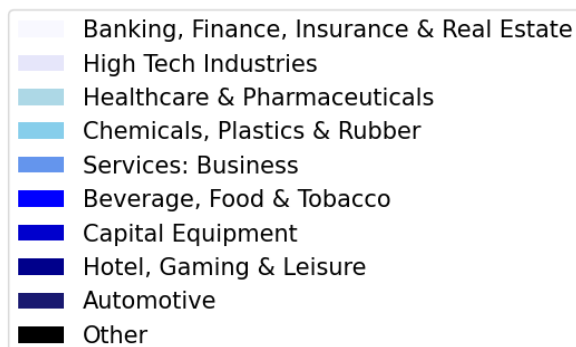 Banking, Finance, Insurance & Real Estate
High Tech Industries
Healthcare & Pharmaceuticals
Chemicals, Plastics & Rubber
Services: Business
Beverage, Food & Tobacco
Capital Equipment
Hotel, Gaming & Leisure
Automotive
Other